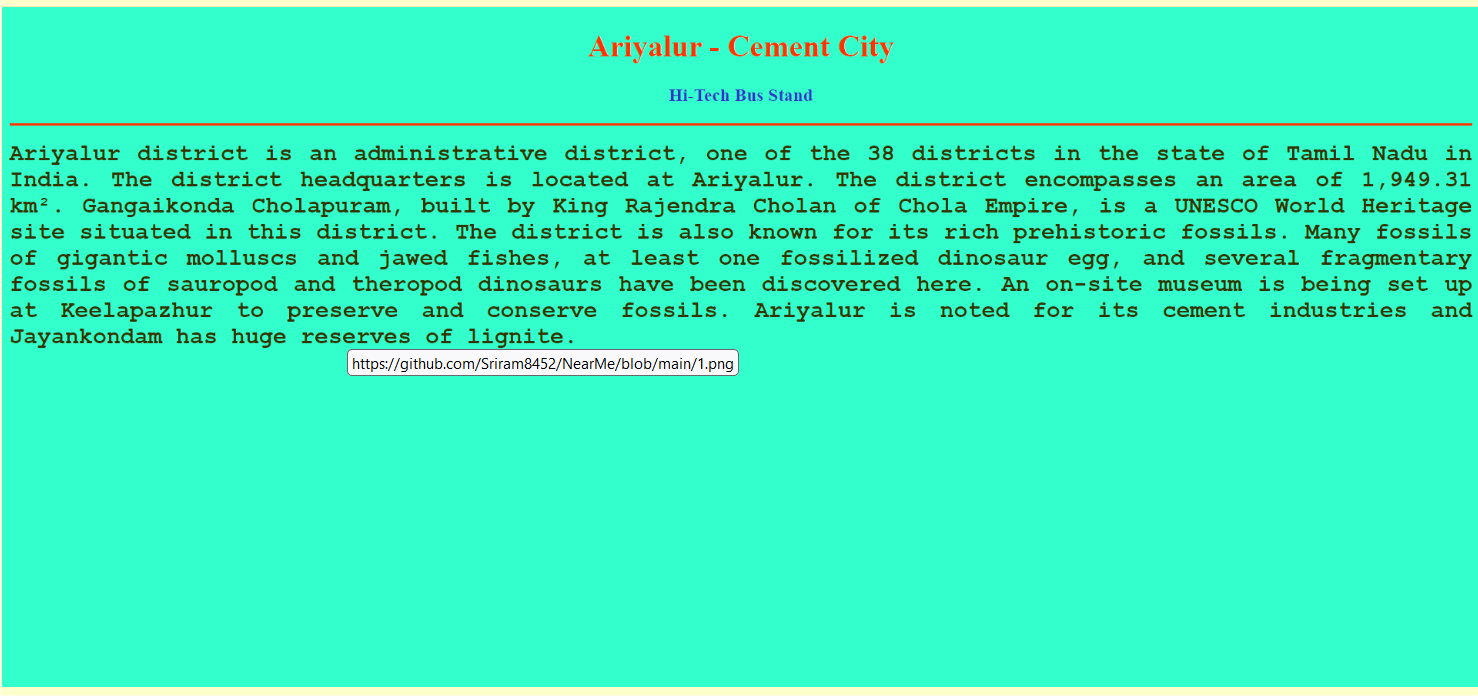 Ariyalur - Cement City
Hi-Tech Bus Stand
Ariyalur district is an administrative district, one of the 38 districts in the state of Tamil Nadu in
India. The district headquarters is located at Ariyalur. The district encompasses an area of 1,949.31
km². Gangaikonda Cholapuram, built by King Rajendra Cholan of Chola Empire, is a UNESCO World Heritage
site situated in this district. The district is also known for its rich prehistoric fossils. Many fossils
of gigantic molluscs and jawed fishes, at least one fossilized dinosaur egg, and several fragmentary
fossils of sauropod and theropod dinosaurs have been discovered here. An on-site museum is being set up
at Keelapazhur to preserve and conserve fossils. Ariyalur is noted for its cement industries and
Jayankondam has huge reserves of lignite.
https://github.com/Sriram8452/NearMe/blob/main/1.png